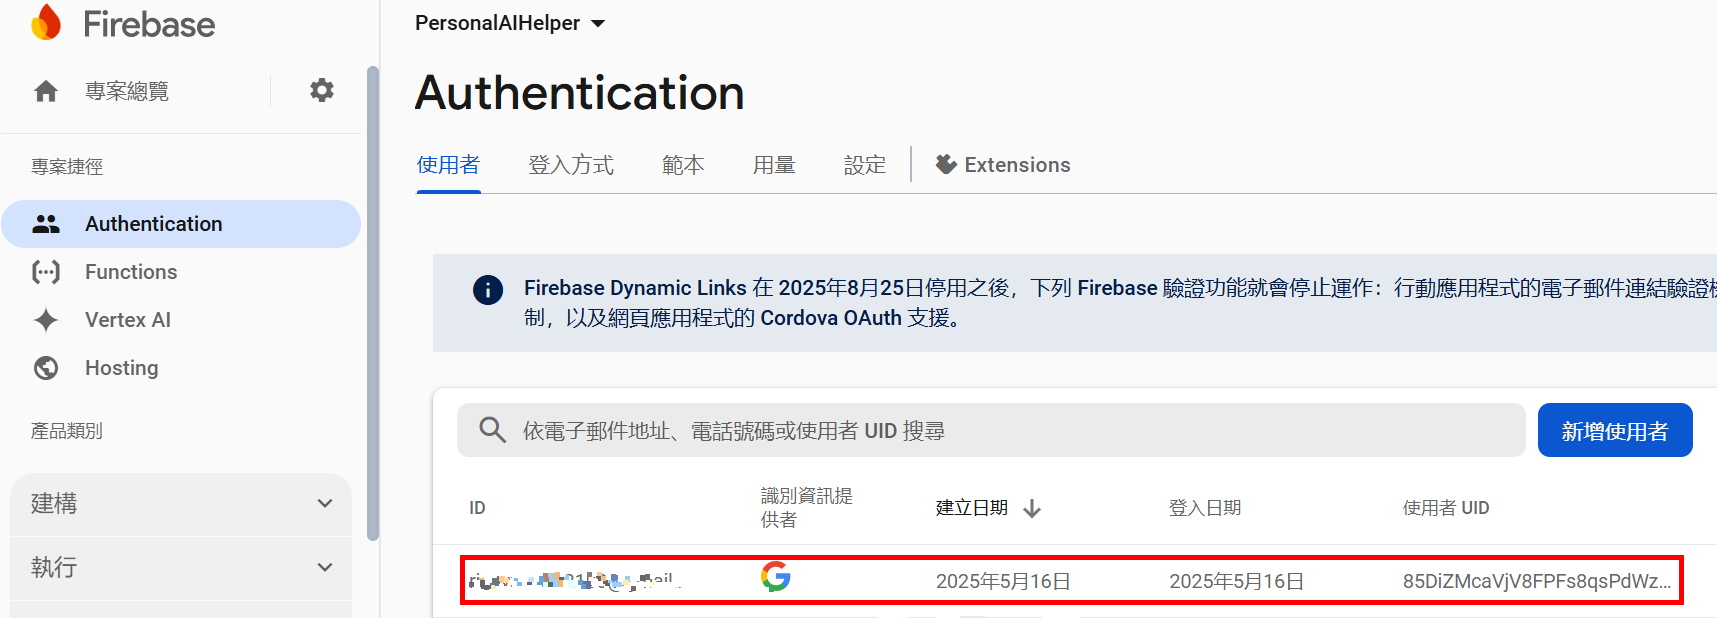 Firebase
專案總覽
專案捷徑
Authentication
Functions
Vertex AI
Hosting
產品類別
建構
執行
PersonalAIHelper
Authentication
使用者 登入方式 範本 用量 設定 Extensions
Firebase Dynamic Links 在 2025年8月25日停用之後，下列 Firebase 驗證功能就會停止運作：行動應用程式的電子郵件連結驗證機
制，以及網頁應用程式的 Cordova OAuth 支援。
依電子郵件地址、電話號碼或使用者 UID 搜尋
新增使用者
ID 識別資訊提 建立日期 登入日期 使用者 UID
供者
2025年5月16日 2025年5月16日 85DiZMcaVjV8FPFs8qsPdWz...